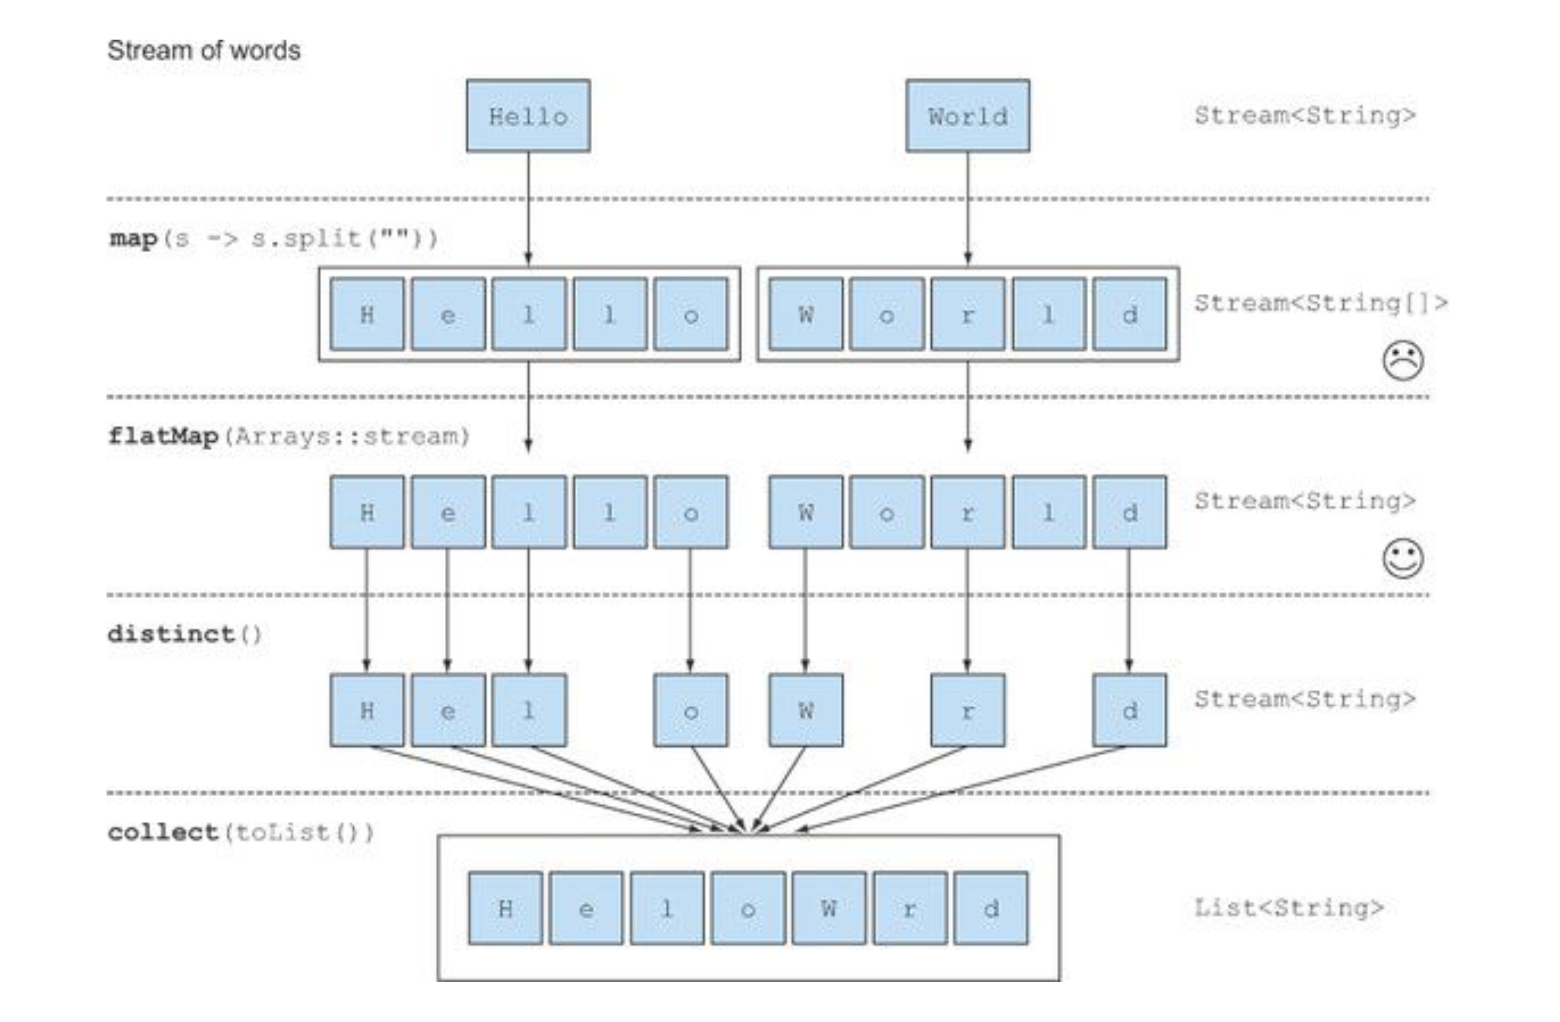 Stream of words
Hello World Stream<String>
map(s -> s.split(""))
H e l l o W o r l d Stream<String[]>
flatMap(Arrays::stream)
H e l l o W o r l d Stream<String>
distinct()
H e l o W r d Stream<String>
collect(toList())
H e l o W r d List<String>